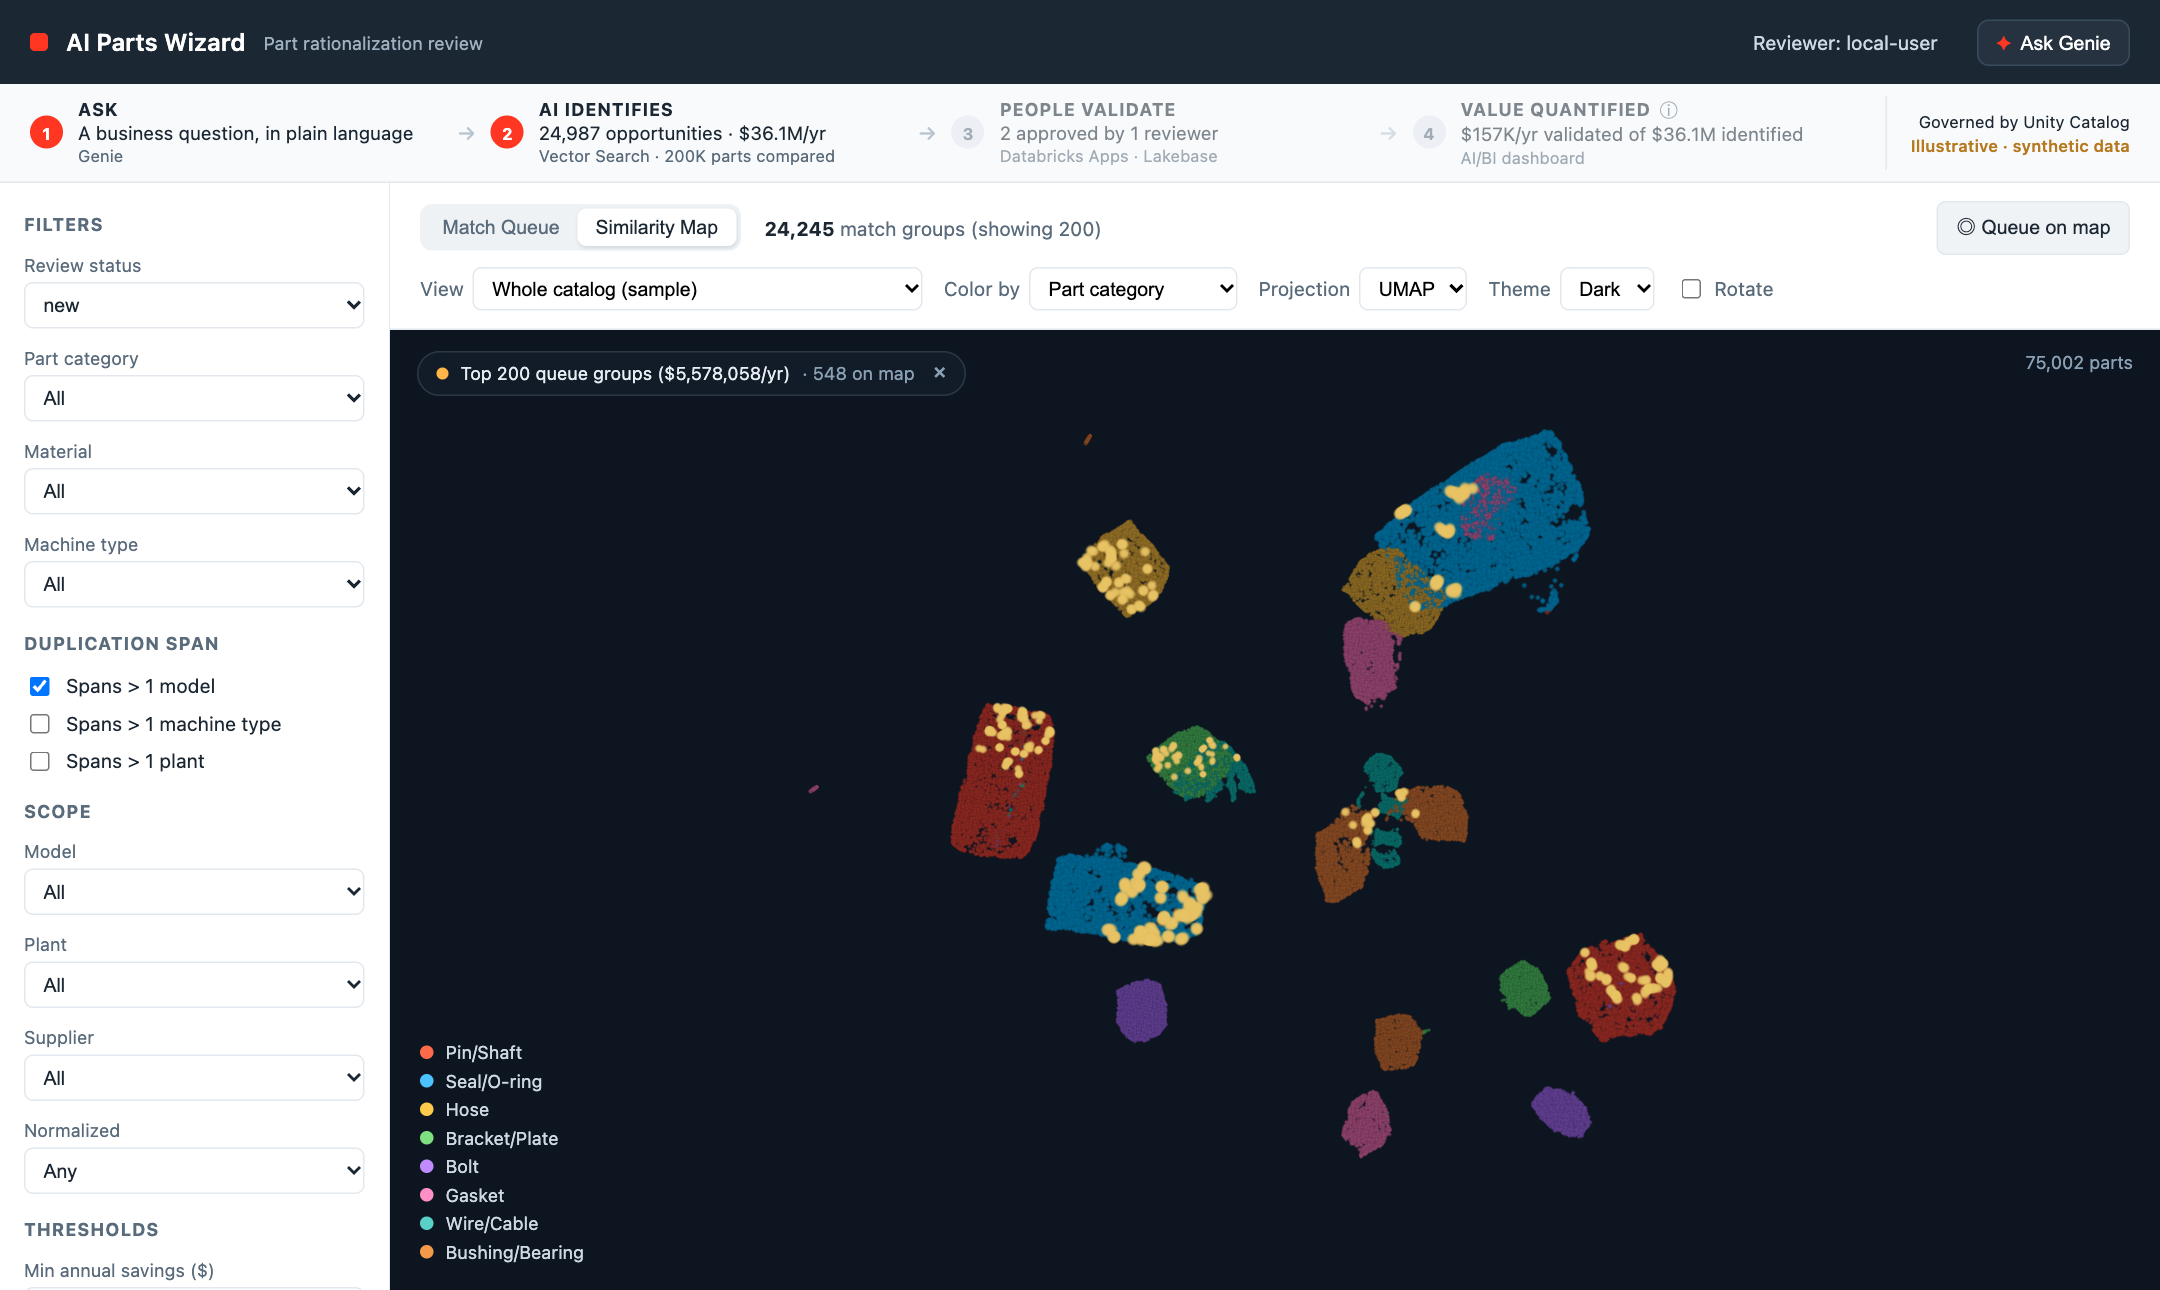 AI Parts Wizard Part rationalization review
Reviewer: local-user
✦ Ask Genie
1
ASK
A business question, in plain language
Genie
→
2
AI IDENTIFIES
24,987 opportunities · $36.1M/yr
Vector Search · 200K parts compared
→
3
PEOPLE VALIDATE
2 approved by 1 reviewer
Databricks Apps · Lakebase
→
4
VALUE QUANTIFIED ⓘ
$157K/yr validated of $36.1M identified
AI/BI dashboard
Governed by Unity Catalog
Illustrative · synthetic data
FILTERS
Review status
new
Part category
All
Material
All
Machine type
All
DUPLICATION SPAN
Spans > 1 model
Spans > 1 machine type
Spans > 1 plant
SCOPE
Model
All
Plant
All
Supplier
All
Normalized
Any
THRESHOLDS
Min annual savings ($)
Match Queue Similarity Map 24,245 match groups (showing 200)
◎ Queue on map
View Whole catalog (sample) Color by Part category Projection UMAP Theme Dark Rotate
Top 200 queue groups ($5,578,058/yr) · 548 on map ✕
75,002 parts
Pin/Shaft
Seal/O-ring
Hose
Bracket/Plate
Bolt
Gasket
Wire/Cable
Bushing/Bearing